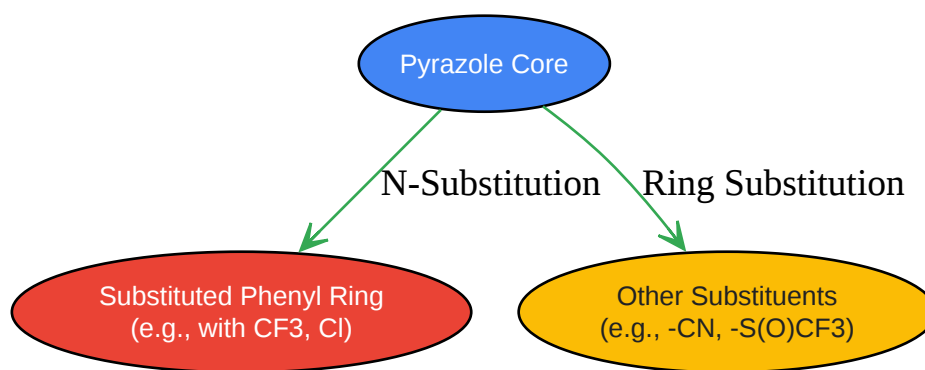 Pyrazole Core
N-Substitution
Ring Substitution
Substituted Phenyl Ring
(e.g., with CF3, Cl)
Other Substituents
(e.g., -CN, -S(O)CF3)